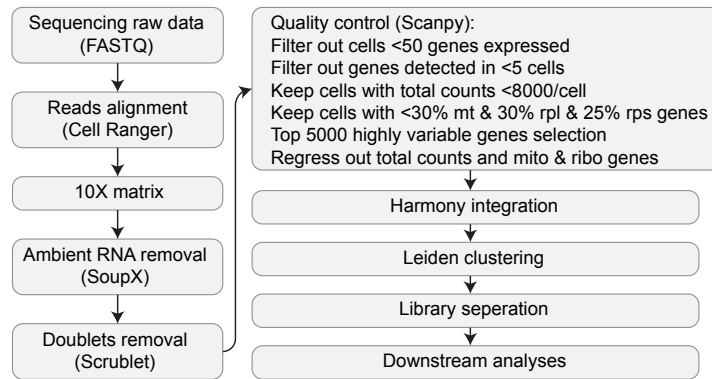 Sequencing raw data
(FASTQ)
Reads alignment
(Cell Ranger)
10X matrix
Ambient RNA removal
(SoupX)
Doublets removal
(Scrublet)
Quality control (Scanpy):
Filter out cells <50 genes expressed
Filter out genes detected in <5 cells
Keep cells with total counts <8000/cell
Keep cells with <30% mt & 30% rpl & 25% rps genes
Top 5000 highly variable genes selection
Regress out total counts and mito & ribo genes
Harmony integration
Leiden clustering
Library seperation
Downstream analyses